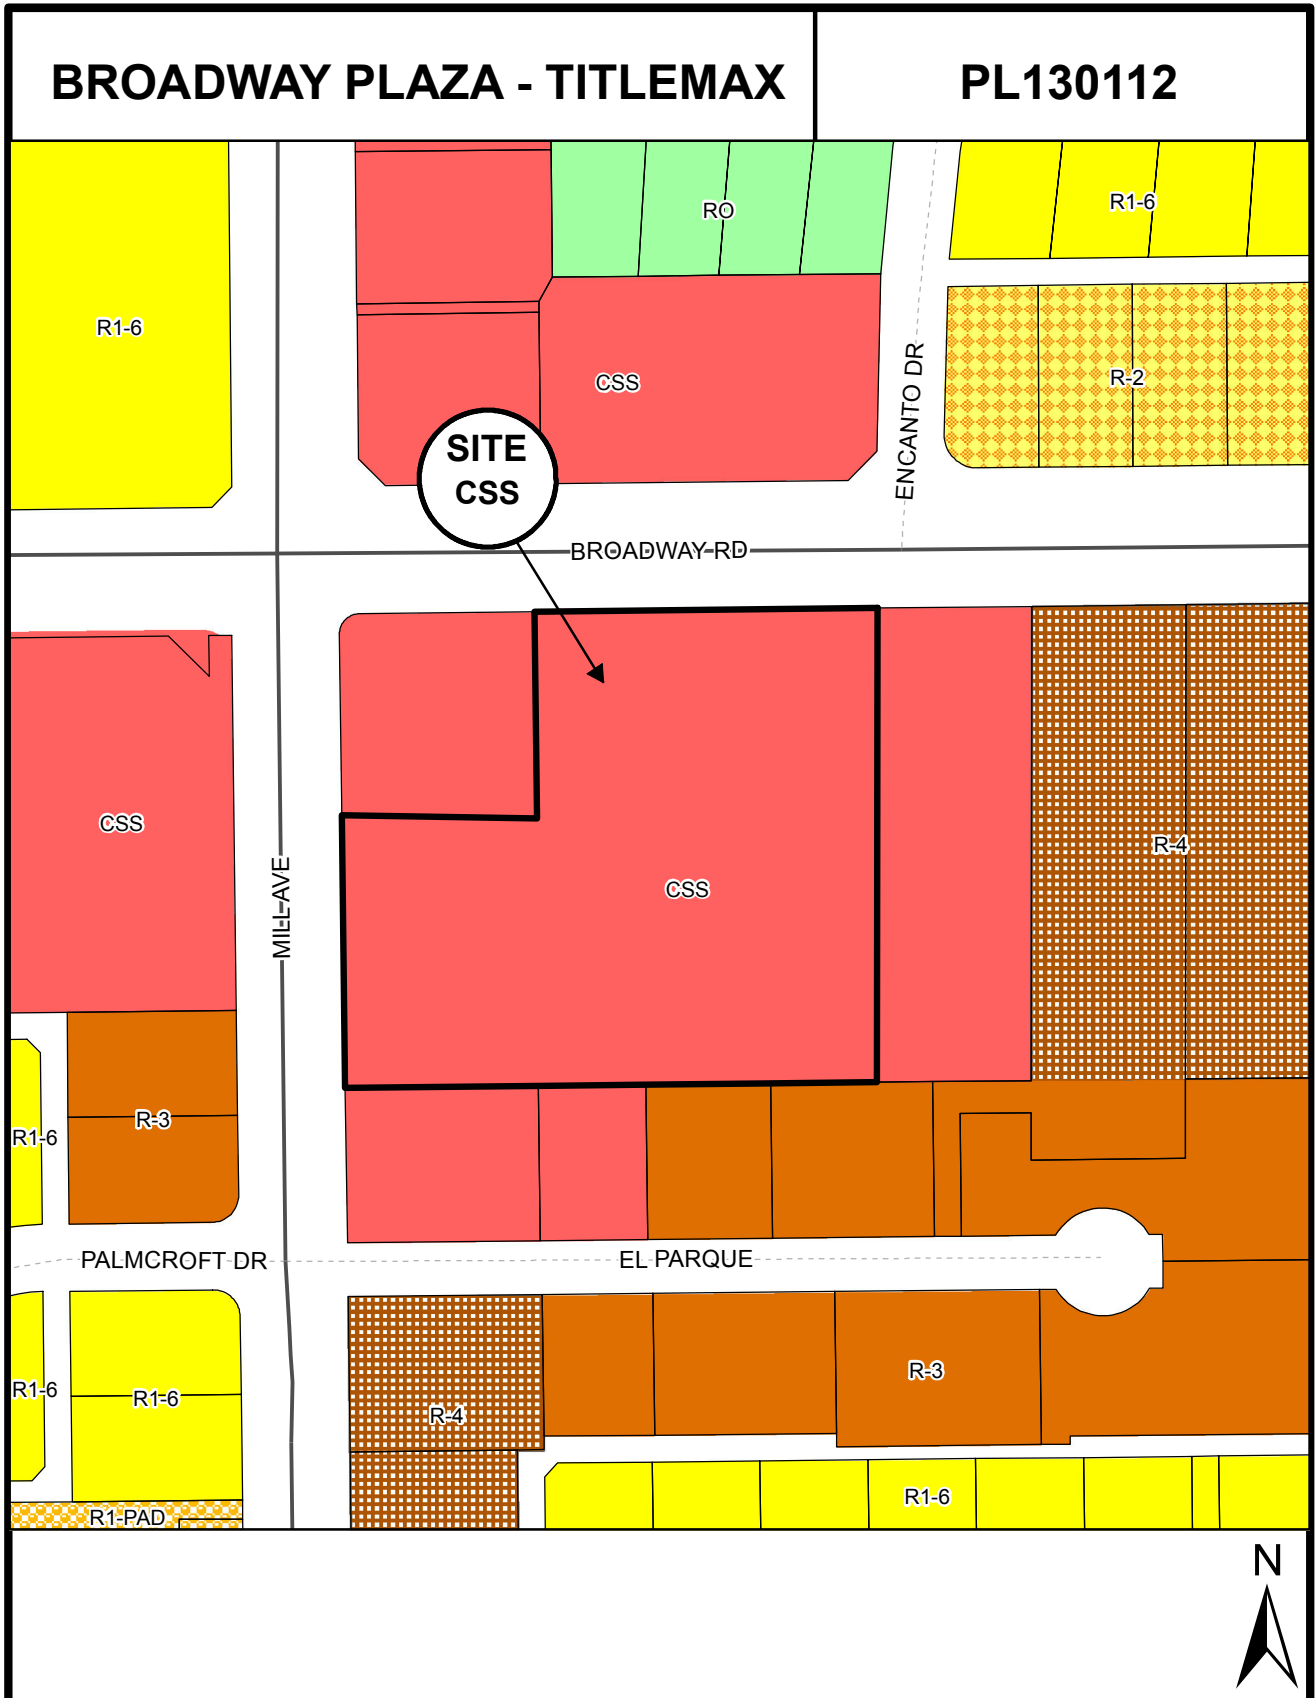 BROADWAY PLAZA - TITLEMAX
PL130112
RO
R1-6
R1-6
R-2
CSS
ENCANTO DR
SITE
CSS
BROADWAY RD
CSS
R-4
CSS
MILL AVE
R-3
R1-6
PALMCROFT DR
EL PARQUE
R-3
R1-6
R1-6
R-4
R1-6
R1-PAD
N